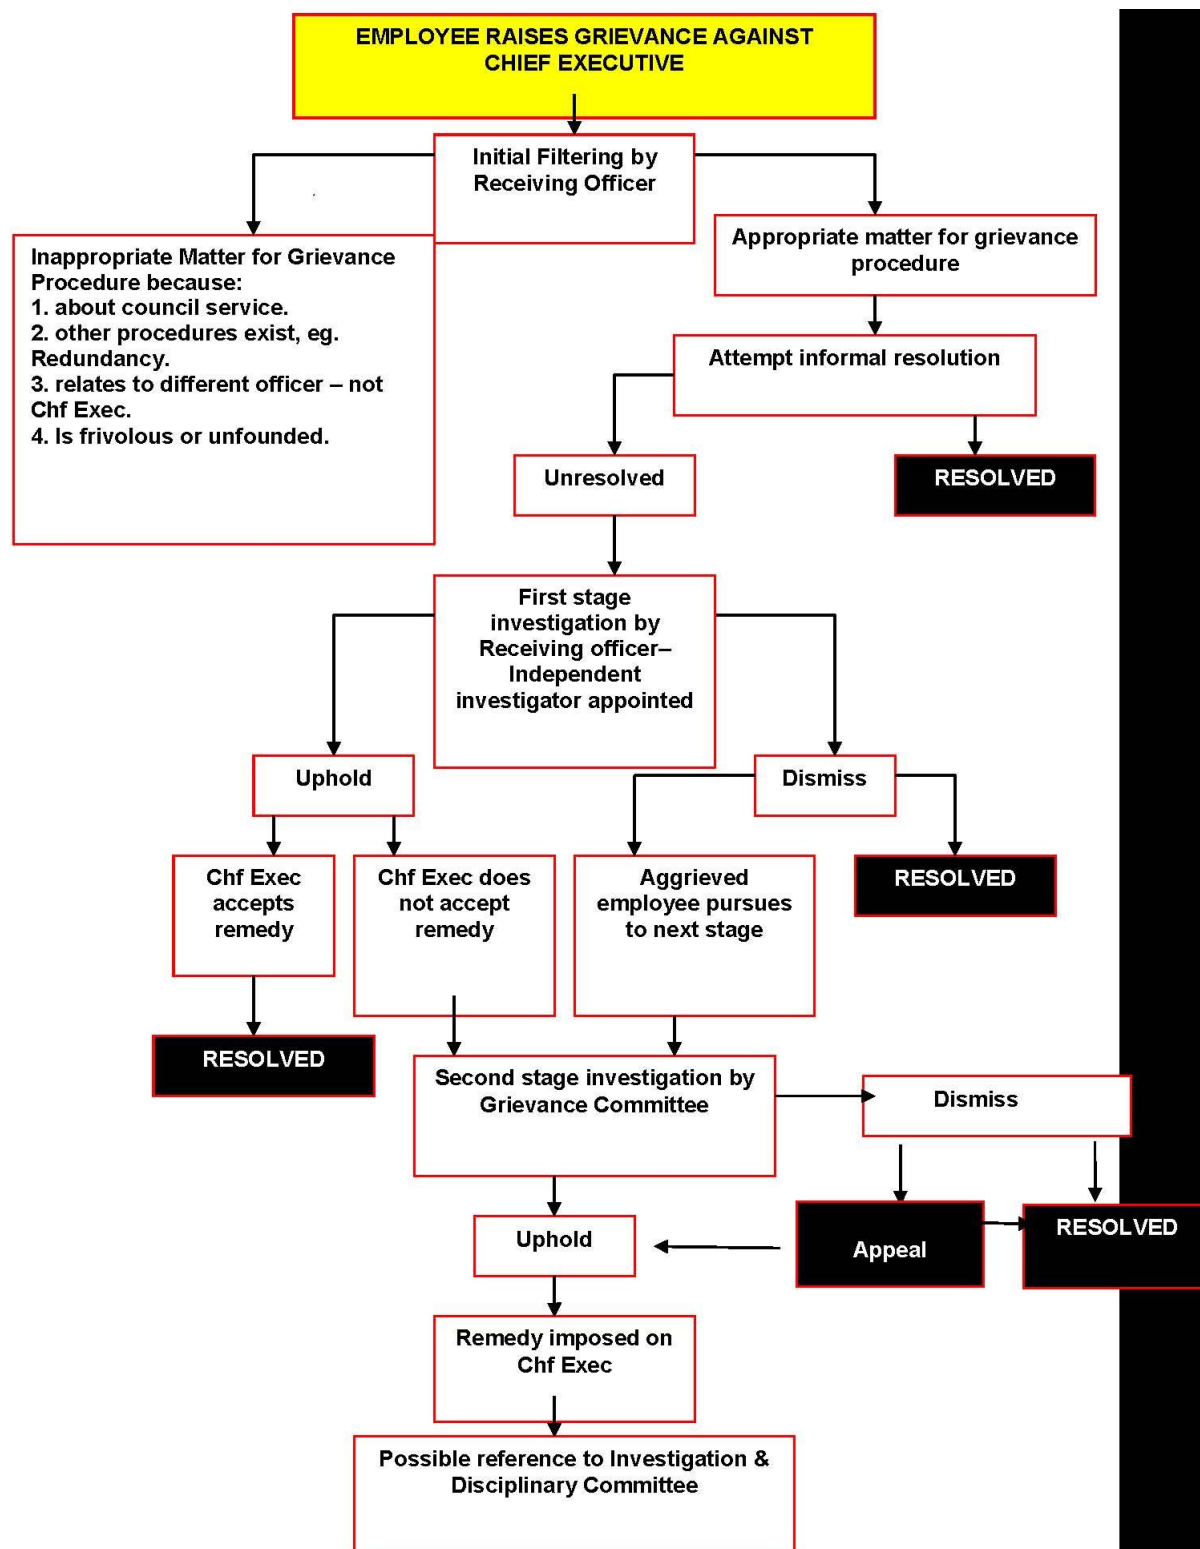 EMPLOYEE RAISES GRIEVANCE AGAINST
CHIEF EXECUTIVE
Initial Filtering by
Receiving Officer
Inappropriate Matter for Grievance
Procedure because:
1. about council service.
2. other procedures exist, eg.
Redundancy.
3. relates to different officer – not
Chf Exec.
4. Is frivolous or unfounded.
Appropriate matter for grievance
procedure
Attempt informal resolution
Unresolved
RESOLVED
First stage
investigation by
Receiving officer–
Independent
investigator appointed
Uphold
Dismiss
Chf Exec
accepts
remedy
Chf Exec does
not accept
remedy
Aggrieved
employee pursues
to next stage
RESOLVED
RESOLVED
Second stage investigation by
Grievance Committee
Dismiss
Uphold
Appeal
RESOLVED
Remedy imposed on
Chf Exec
Possible reference to Investigation &
Disciplinary Committee